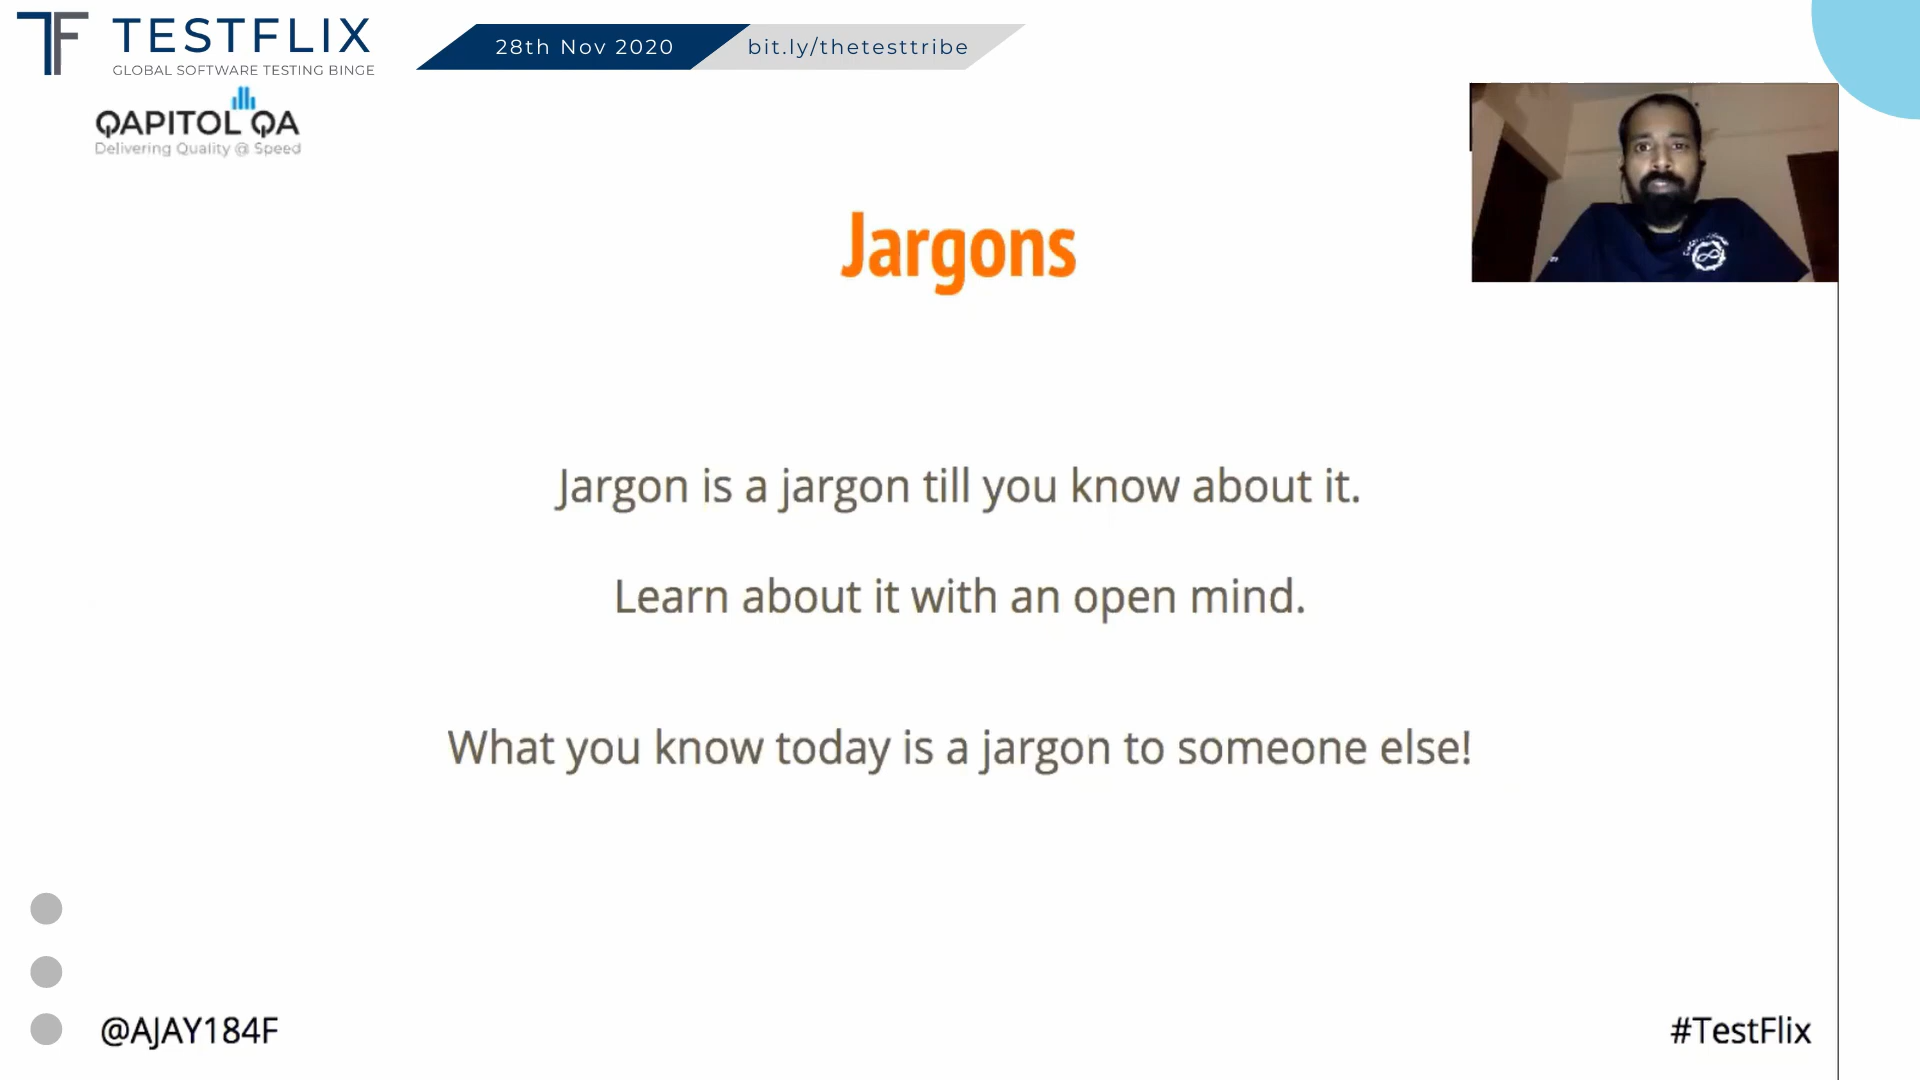 TF TESTFLIX
GLOBAL SOFTWARE TESTING BINGE
28th Nov 2020
bit.ly/thetesttribe
QAPITOL QA
Delivering Quality @ Speed
Jargons
Jargon is a jargon till you know about it.
Learn about it with an open mind.
What you know today is a jargon to someone else!
@AJAY184F
#TestFlix